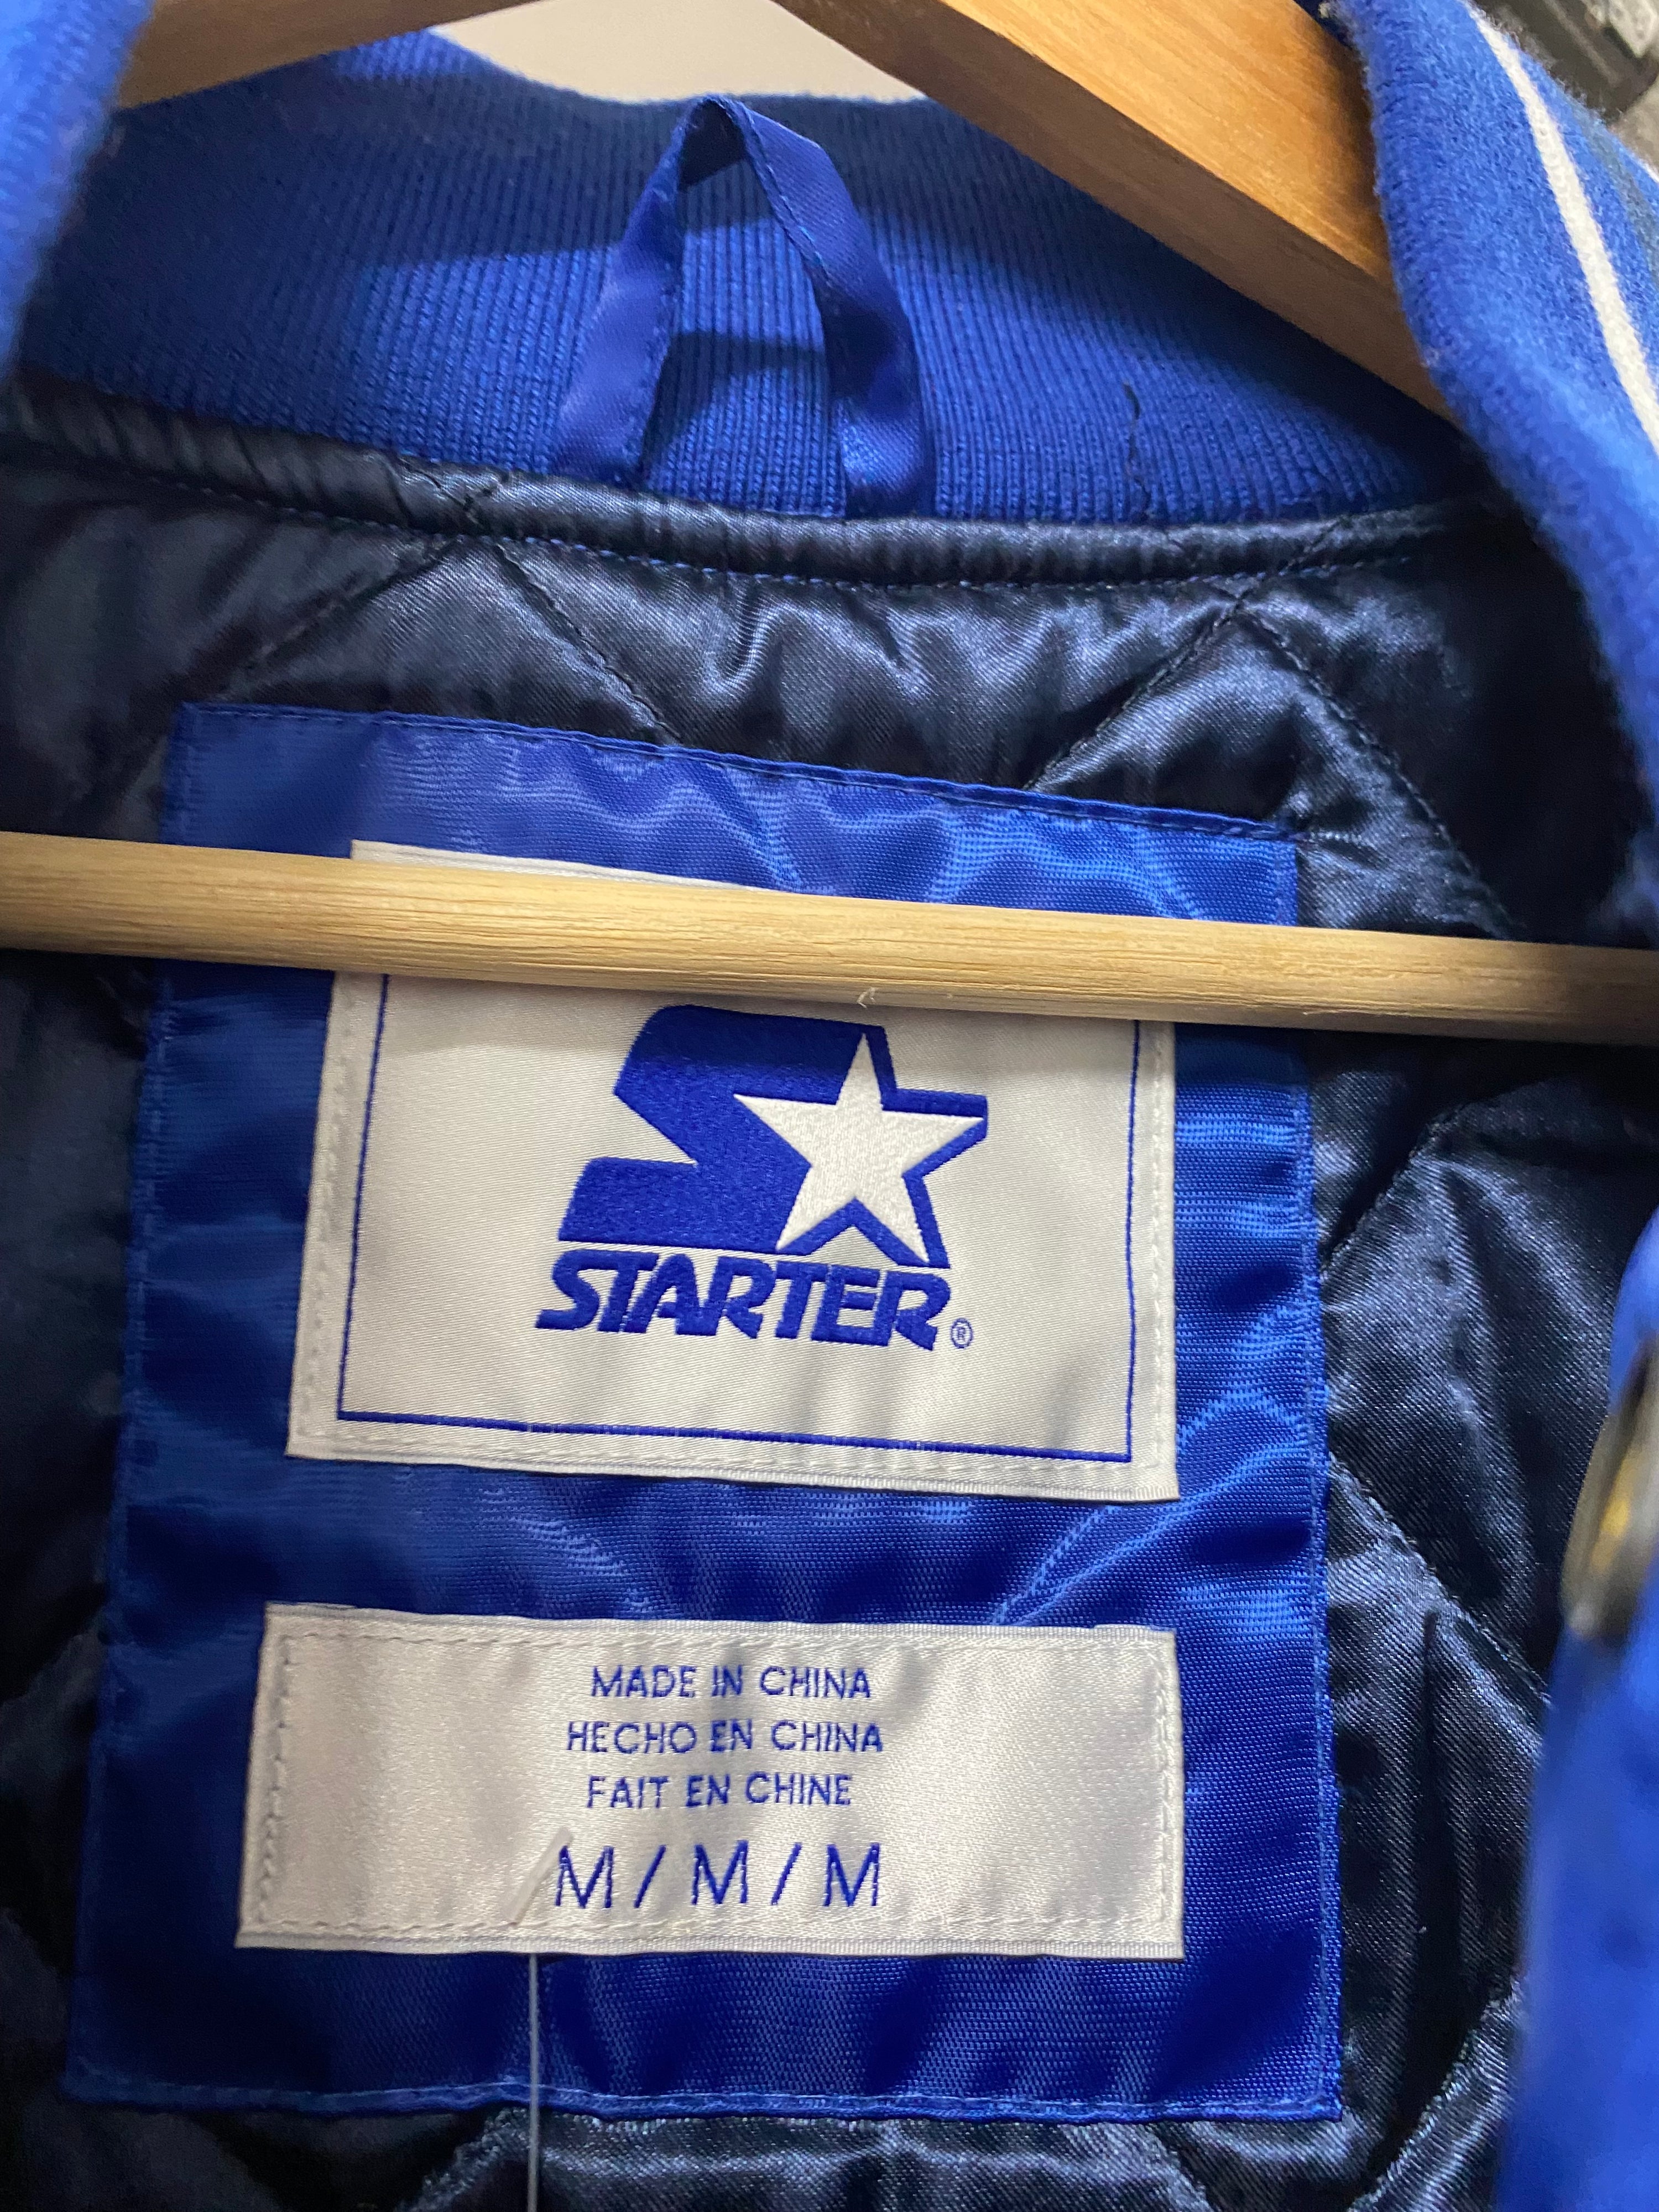 STARTER®
MADE IN CHINA
HECHO EN CHINA
FAIT EN CHINE
M / M / M